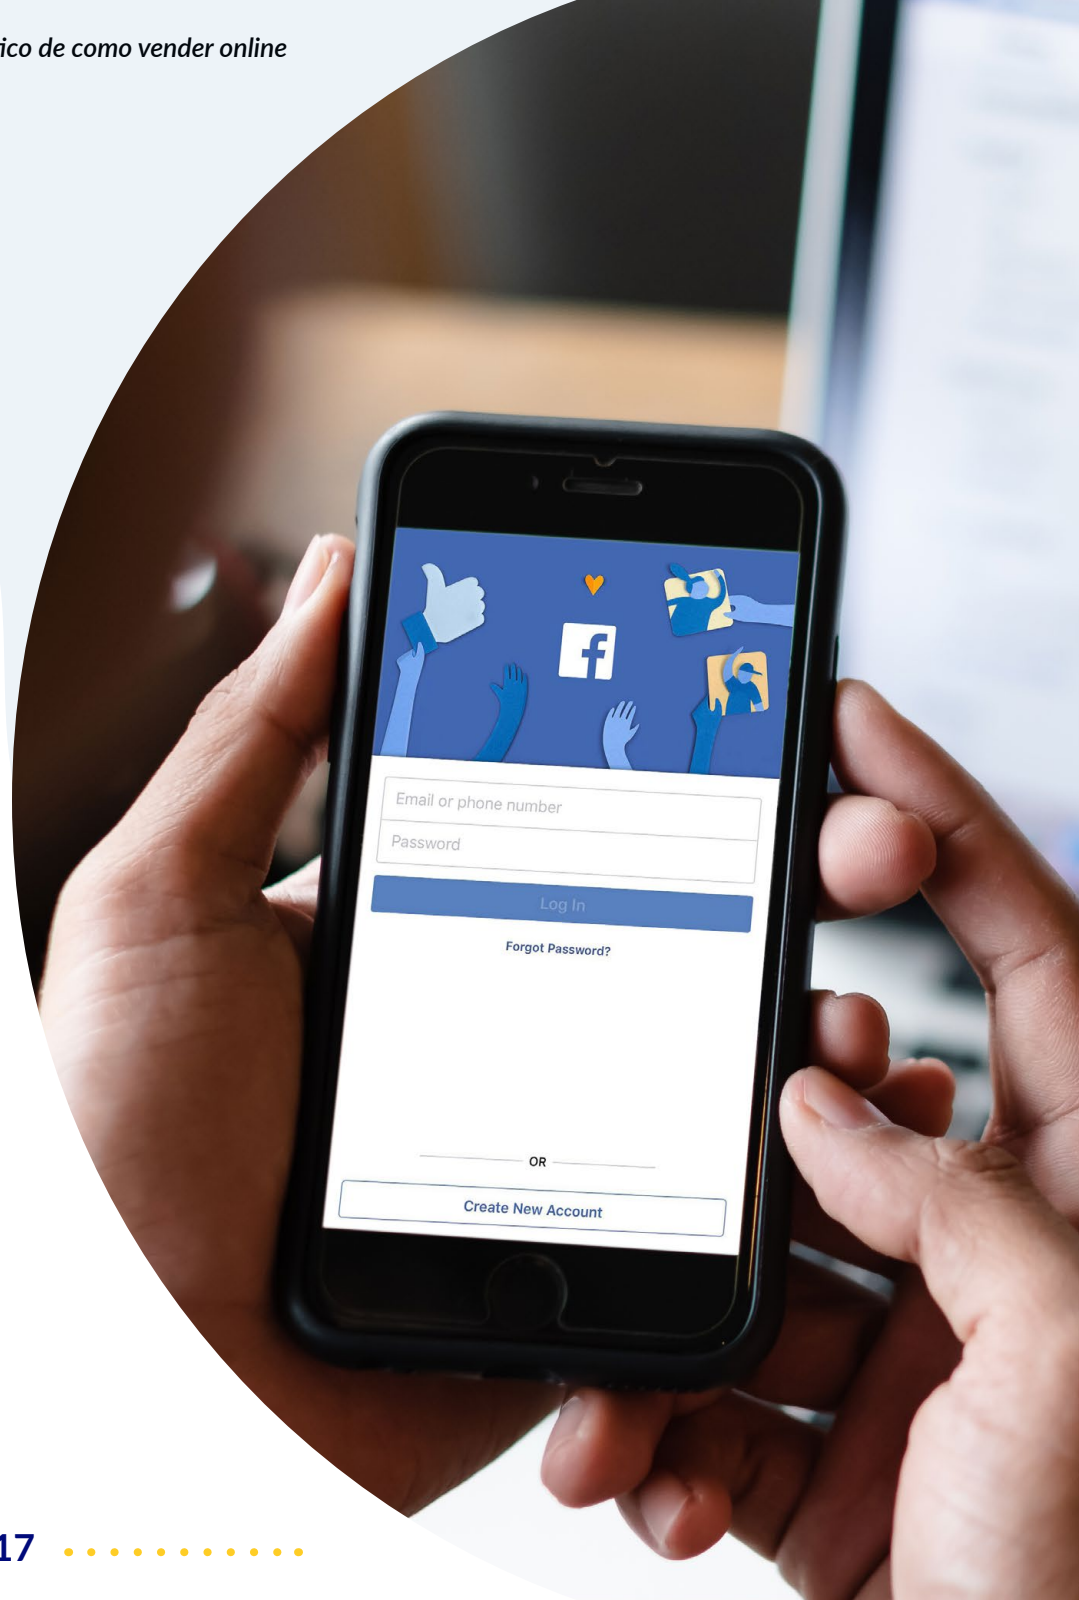 ico de como vender online
Email or phone number
Password
Log In
Forgot Password?
OR
Create New Account
17